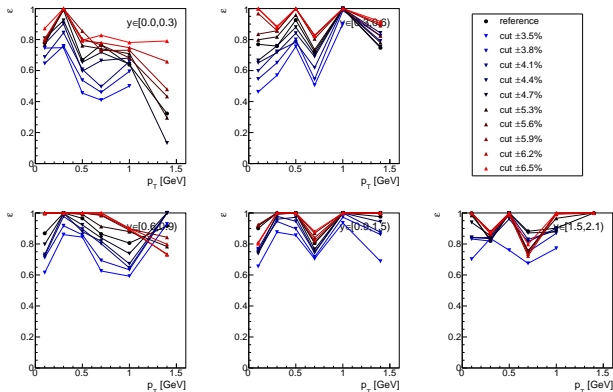 ε
y∈[0.0,0.3)
1
0.8
0.6
0.4
0.2
0
0
0.5
1
1.5
p_T [GeV]
ε
1
0.8
0.6
0.4
0.2
0
0
0.5
1
1.5
p_T [GeV]
reference
cut ±3.5%
cut ±3.8%
cut ±4.1%
cut ±4.4%
cut ±4.7%
cut ±5.3%
cut ±5.6%
cut ±5.9%
cut ±6.2%
cut ±6.5%
ε
1
0.8
0.6
0.4
0.2
0
0
0.5
1
1.5
p_T [GeV]
ε
y∈[0.9,1.5)
1
0.8
0.6
0.4
0.2
0
0
0.5
1
1.5
p_T [GeV]
ε
y∈[1.5,2.1)
1
0.8
0.6
0.4
0.2
0
0
0.5
1
1.5
p_T [GeV]